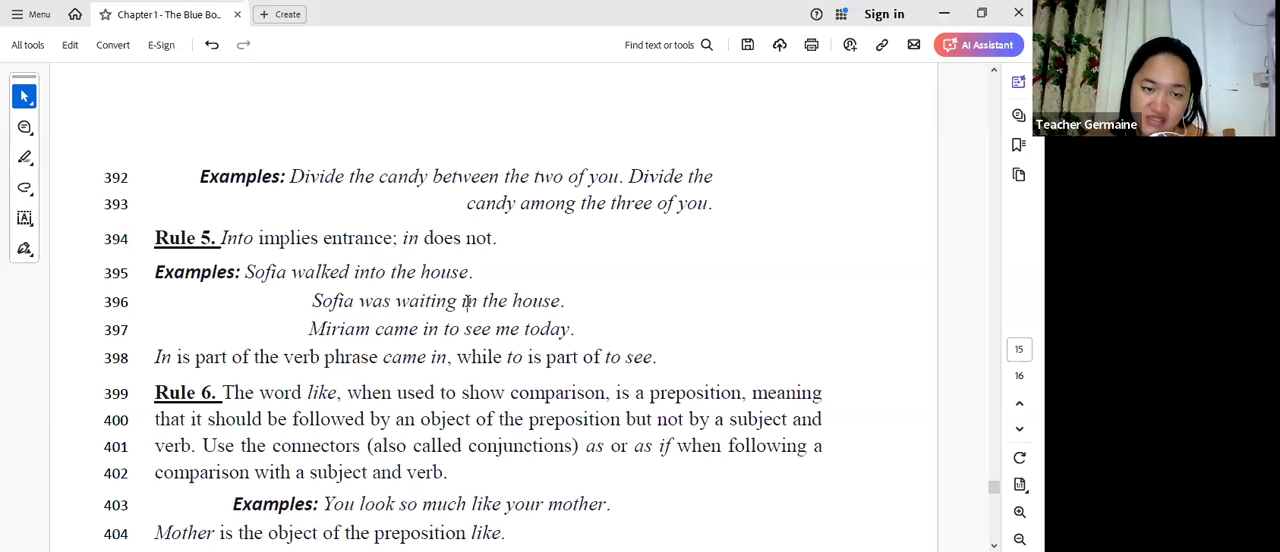 Menu
Chapter 1 - The Blue Bo...
Create
Sign in
All tools
Edit
Convert
E-Sign
Find text or tools
AI Assistant
Teacher Germaine
392 Examples: Divide the candy between the two of you. Divide the
393 candy among the three of you.
394 Rule 5. Into implies entrance; in does not.
395 Examples: Sofia walked into the house.
396 Sofia was waiting in the house.
397 Miriam came in to see me today.
398 In is part of the verb phrase came in, while to is part of to see.
399 Rule 6. The word like, when used to show comparison, is a preposition, meaning
400 that it should be followed by an object of the preposition but not by a subject and
401 verb. Use the connectors (also called conjunctions) as or as if when following a
402 comparison with a subject and verb.
403 Examples: You look so much like your mother.
404 Mother is the object of the preposition like.
15
16